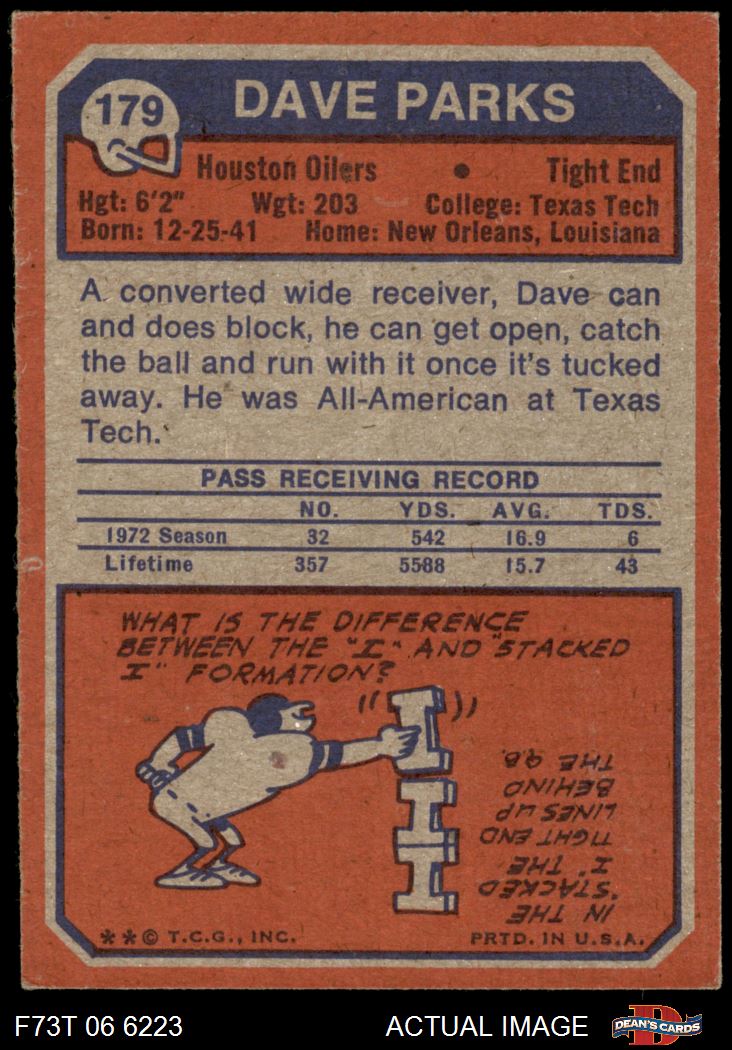 179
DAVE PARKS
Houston Oilers • Tight End
Hgt: 6'2" Wgt: 203 College: Texas Tech
Born: 12-25-41 Home: New Orleans, Louisiana
A converted wide receiver, Dave can
and does block, he can get open, catch
the ball and run with it once it's tucked
away. He was All-American at Texas
Tech.
PASS RECEIVING RECORD
NO. YDS. AVG. TDS.
1972 Season 32 542 16.9 6
Lifetime 357 5588 15.7 43
WHAT IS THE DIFFERENCE
BETWEEN THE "I" AND "STACKED
I" FORMATION?
IN THE
"STACKED
I", THE
TIGHT END
LINES UP
BEHIND
THE Q.B.
**© T.C.G., INC. PRTD. IN U.S.A.
F73T 06 6223 ACTUAL IMAGE DEAN'S CARDS